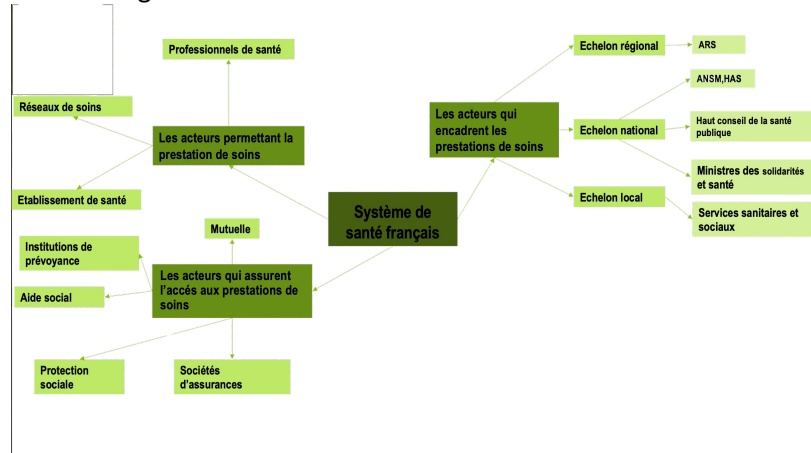 Professionnels de santé
Réseaux de soins
Les acteurs permettant la
prestation de soins
Etablissement de santé
Echelon régional
ARS
ANSM,HAS
Les acteurs qui
encadrent les
prestations de soins
Echelon national
Haut conseil de la santé
publique
Ministres des solidarités
et santé
Echelon local
Services sanitaires et
sociaux
Système de
santé français
Mutuelle
Institutions de
prévoyance
Les acteurs qui assurent
l'accés aux prestations de
soins
Aide social
Protection
sociale
Sociétés
d'assurances